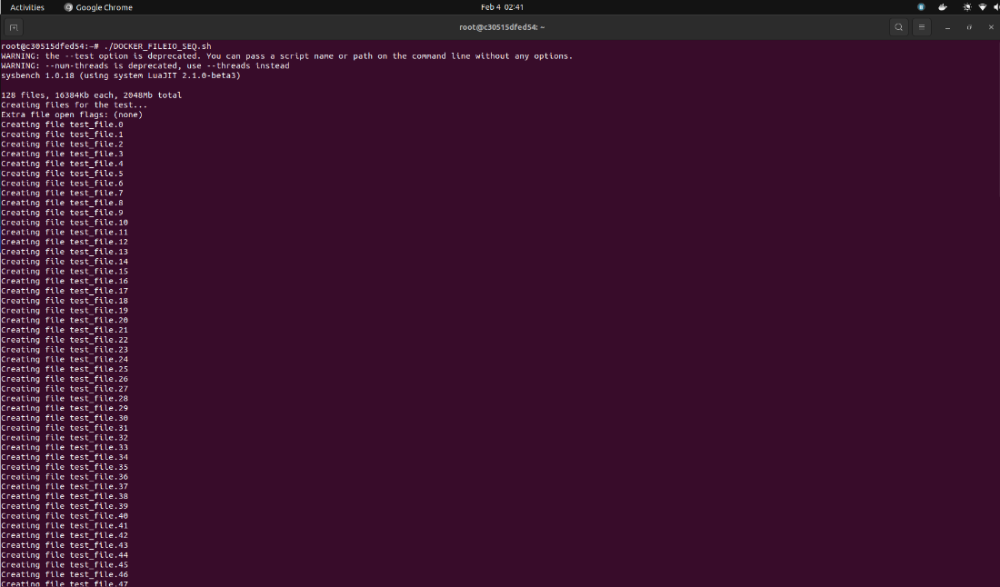 Activities
Google Chrome
Feb 4 02:41
root@c30515dfed54: ~
root@c30515dfed54:~# ./DOCKER_FILEIO_SEQ.sh
WARNING: the --test option is deprecated. You can pass a script name or path on the command line without any options.
WARNING: --num-threads is deprecated, use --threads instead
sysbench 1.0.18 (using system LuaJIT 2.1.0-beta3)
128 files, 16384Kb each, 2048Mb total
Creating files for the test...
Extra file open flags: (none)
Creating file test_file.0
Creating file test_file.1
Creating file test_file.2
Creating file test_file.3
Creating file test_file.4
Creating file test_file.5
Creating file test_file.6
Creating file test_file.7
Creating file test_file.8
Creating file test_file.9
Creating file test_file.10
Creating file test_file.11
Creating file test_file.12
Creating file test_file.13
Creating file test_file.14
Creating file test_file.15
Creating file test_file.16
Creating file test_file.17
Creating file test_file.18
Creating file test_file.19
Creating file test_file.20
Creating file test_file.21
Creating file test_file.22
Creating file test_file.23
Creating file test_file.24
Creating file test_file.25
Creating file test_file.26
Creating file test_file.27
Creating file test_file.28
Creating file test_file.29
Creating file test_file.30
Creating file test_file.31
Creating file test_file.32
Creating file test_file.33
Creating file test_file.34
Creating file test_file.35
Creating file test_file.36
Creating file test_file.37
Creating file test_file.38
Creating file test_file.39
Creating file test_file.40
Creating file test_file.41
Creating file test_file.42
Creating file test_file.43
Creating file test_file.44
Creating file test_file.45
Creating file test_file.46
Creating file test_file.47